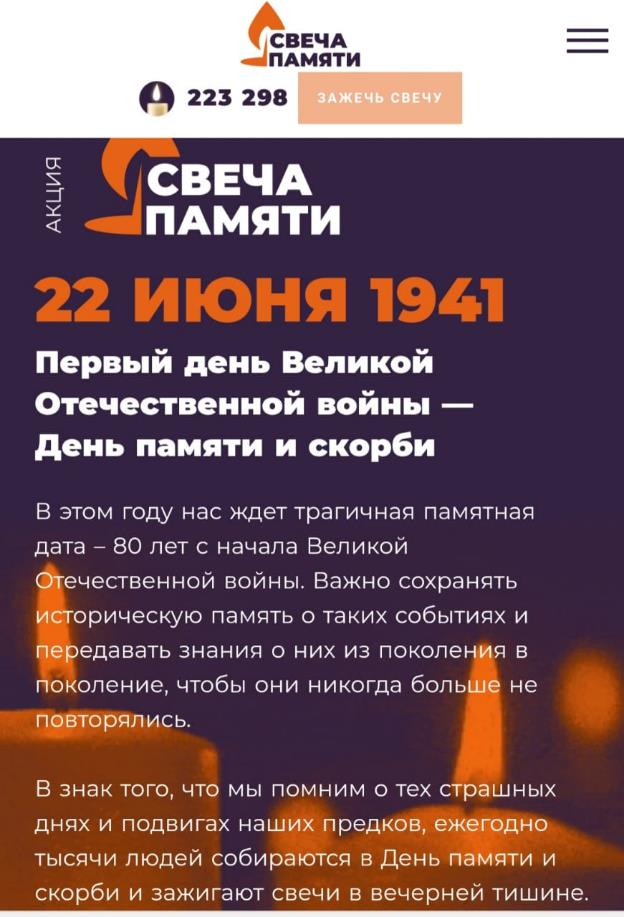 СВЕЧА
ПАМЯТИ
223 298
ЗАЖЕЧЬ СВЕЧУ
АКЦИЯ
СВЕЧА
ПАМЯТИ
22 ИЮНЯ 1941
Первый день Великой
Отечественной войны —
День памяти и скорби
В этом году нас ждет трагичная памятная
дата – 80 лет с начала Великой
Отечественной войны. Важно сохранять
историческую память о таких событиях и
передавать знания о них из поколения в
поколение, чтобы они никогда больше не
повторялись.
В знак того, что мы помним о тех страшных
днях и подвигах наших предков, ежегодно
тысячи людей собираются в День памяти и
скорби и зажигают свечи в вечерней тишине.